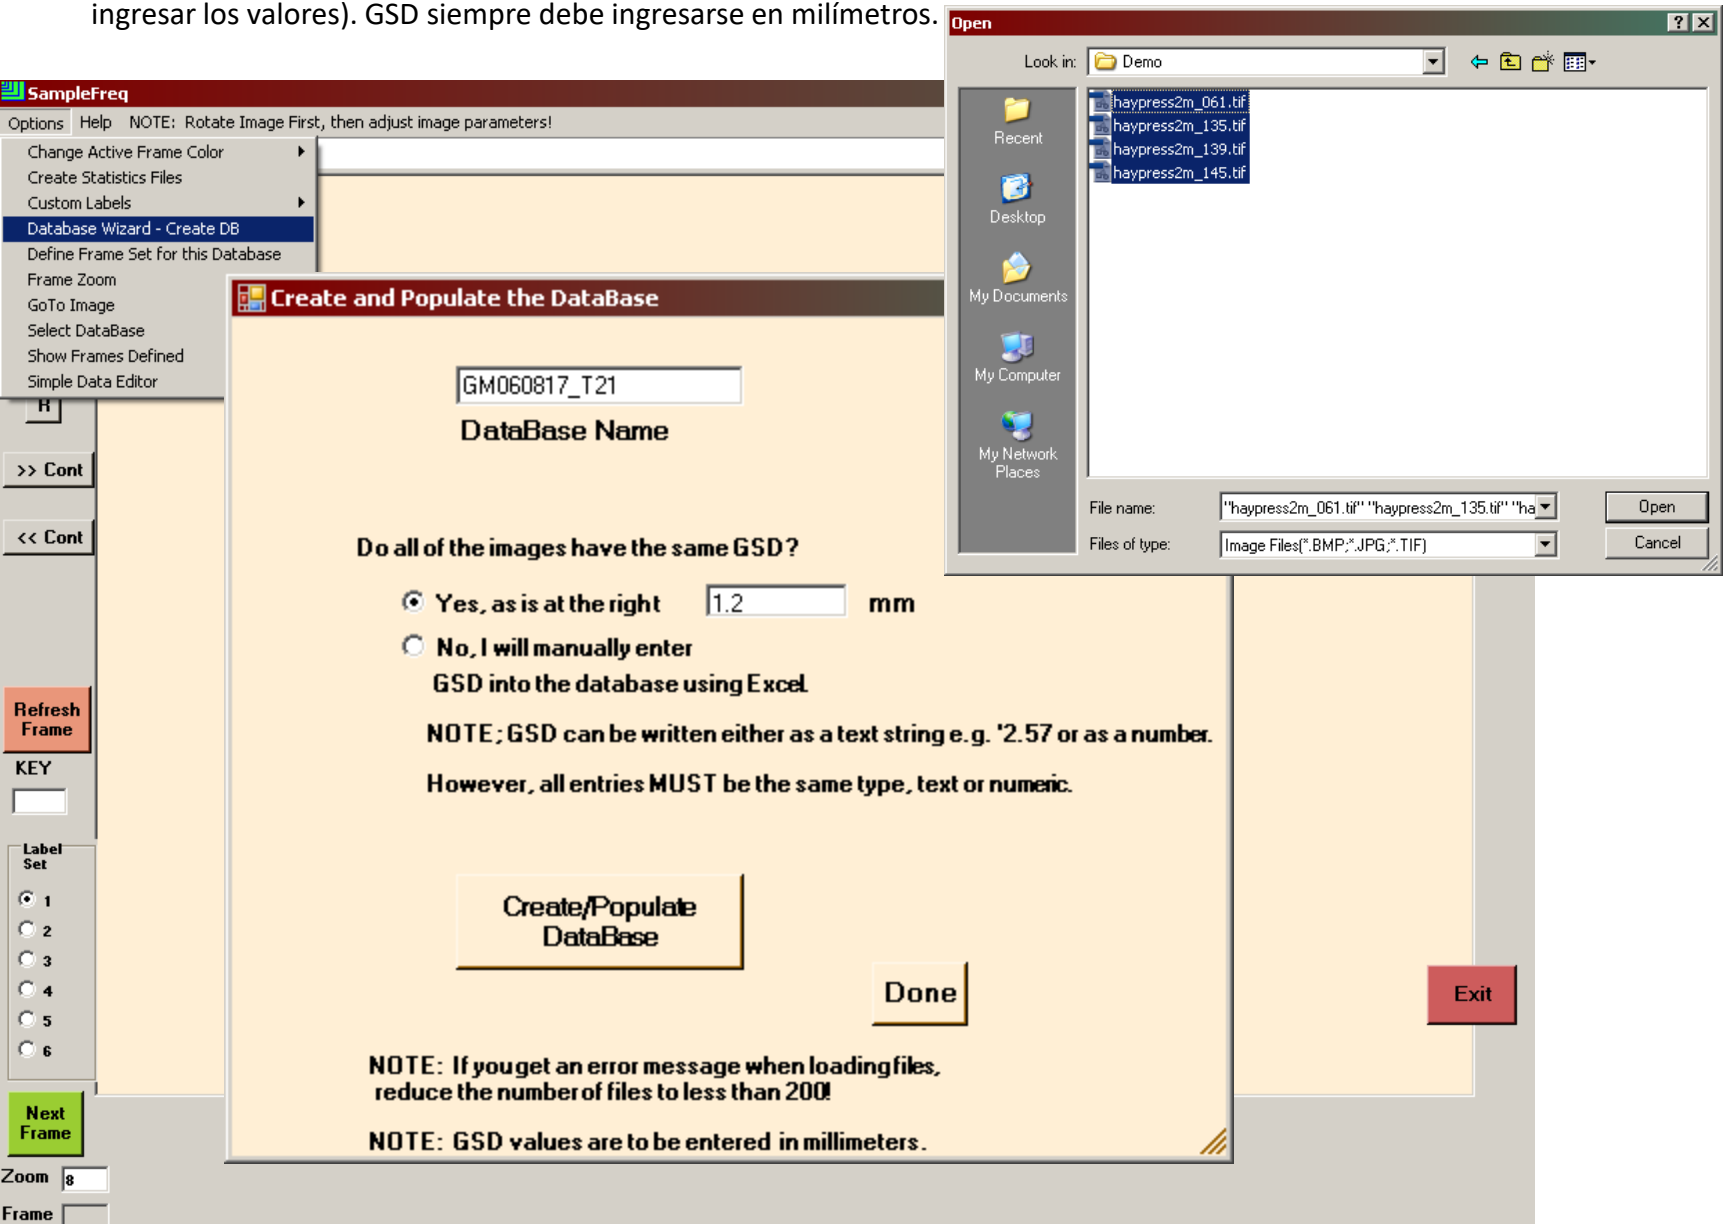 ingresar los valores). GSD siempre debe ingresarse en milímetros.
SampleFreq
Options Help NOTE: Rotate Image First, then adjust image parameters!
Change Active Frame Color
Create Statistics Files
Custom Labels
Database Wizard - Create DB
Define Frame Set for this Database
Frame Zoom
GoTo Image
Select DataBase
Show Frames Defined
Simple Data Editor
R
>> Cont
<< Cont
Refresh
Frame
KEY
Label
Set
1
2
3
4
5
6
Next
Frame
Zoom 8
Frame
Create and Populate the DataBase
GM060817_T21
DataBase Name
Do all of the images have the same GSD?
Yes, as is at the right 1.2 mm
No, I will manually enter
GSD into the database using Excel.
NOTE; GSD can be written either as a text string e.g. '2.57 or as a number.
However, all entries MUST be the same type, text or numeric.
Create/Populate
DataBase
Done
NOTE: If you get an error message when loading files,
reduce the number of files to less than 200!
NOTE: GSD values are to be entered in millimeters.
Exit
Open
Look in: Demo
haypress2m_061.tif
haypress2m_135.tif
haypress2m_139.tif
haypress2m_145.tif
Recent
Desktop
My Documents
My Computer
My Network
Places
File name: "haypress2m_061.tif" "haypress2m_135.tif" "ha
Open
Files of type: Image Files(*.BMP;*.JPG;*.TIF)
Cancel